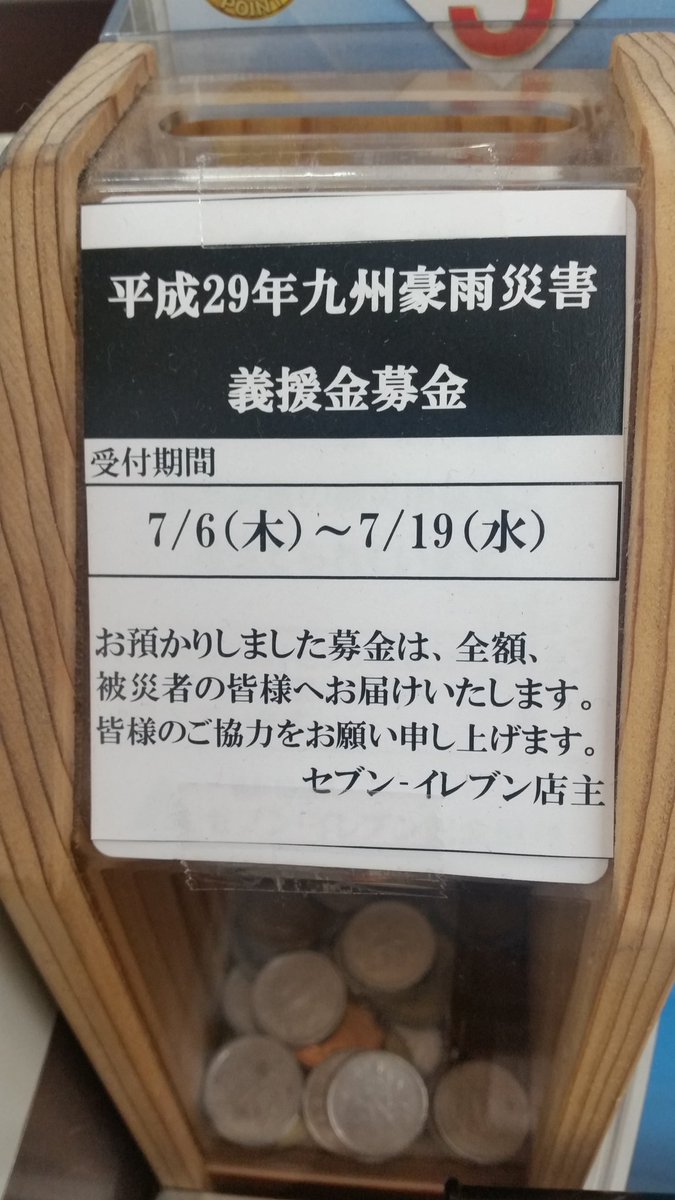 POINT
平成29年九州豪雨災害
義援金募金
受付期間
7/6(木)～7/19(水)
お預かりしました募金は、全額、
被災者の皆様へお届けいたします。
皆様のご協力をお願い申し上げます。
セブン-イレブン店主